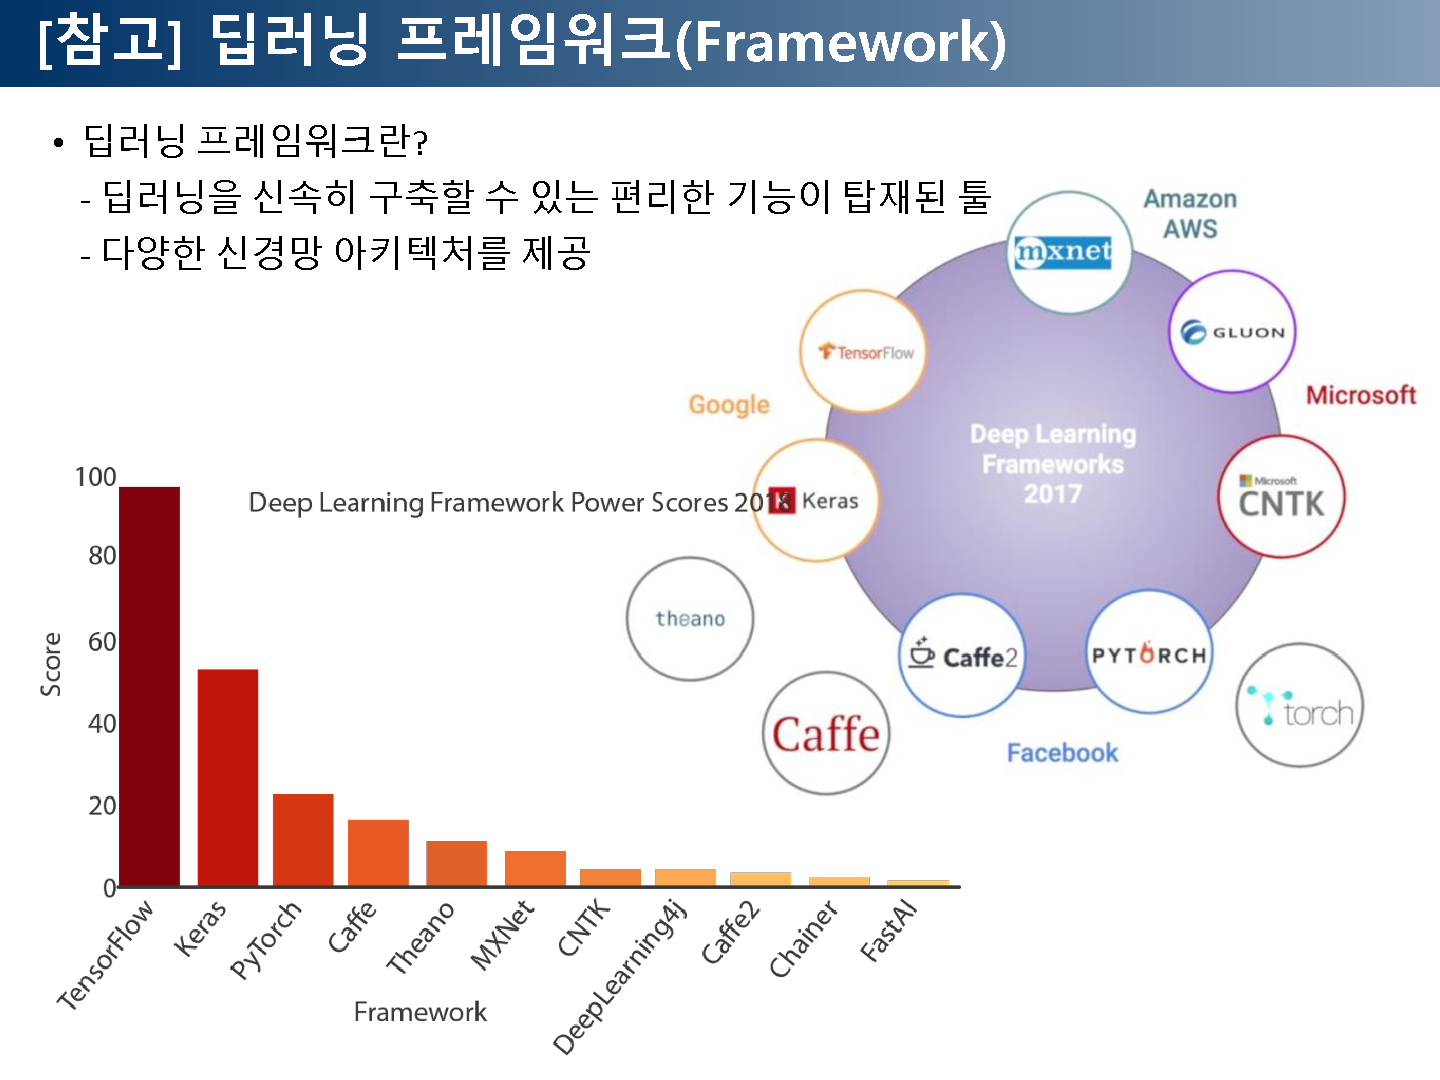 [참고] 딥러닝 프레임워크(Framework)
• 딥러닝 프레임워크란?
- 딥러닝을 신속히 구축할 수 있는 편리한 기능이 탑재된 툴
- 다양한 신경망 아키텍처를 제공
Amazon
AWS
mxnet
GLUON
TensorFlow
Google
Microsoft
Deep Learning
Frameworks
2017
Keras
Microsoft
CNTK
theano
Caffe2
PYTORCH
Caffe
torch
Facebook
Deep Learning Framework Power Scores 2018
100
80
60
40
20
0
Score
TensorFlow
Keras
PyTorch
Caffe
Theano
MXNet
CNTK
DeepLearning4j
Caffe2
Chainer
FastAI
Framework